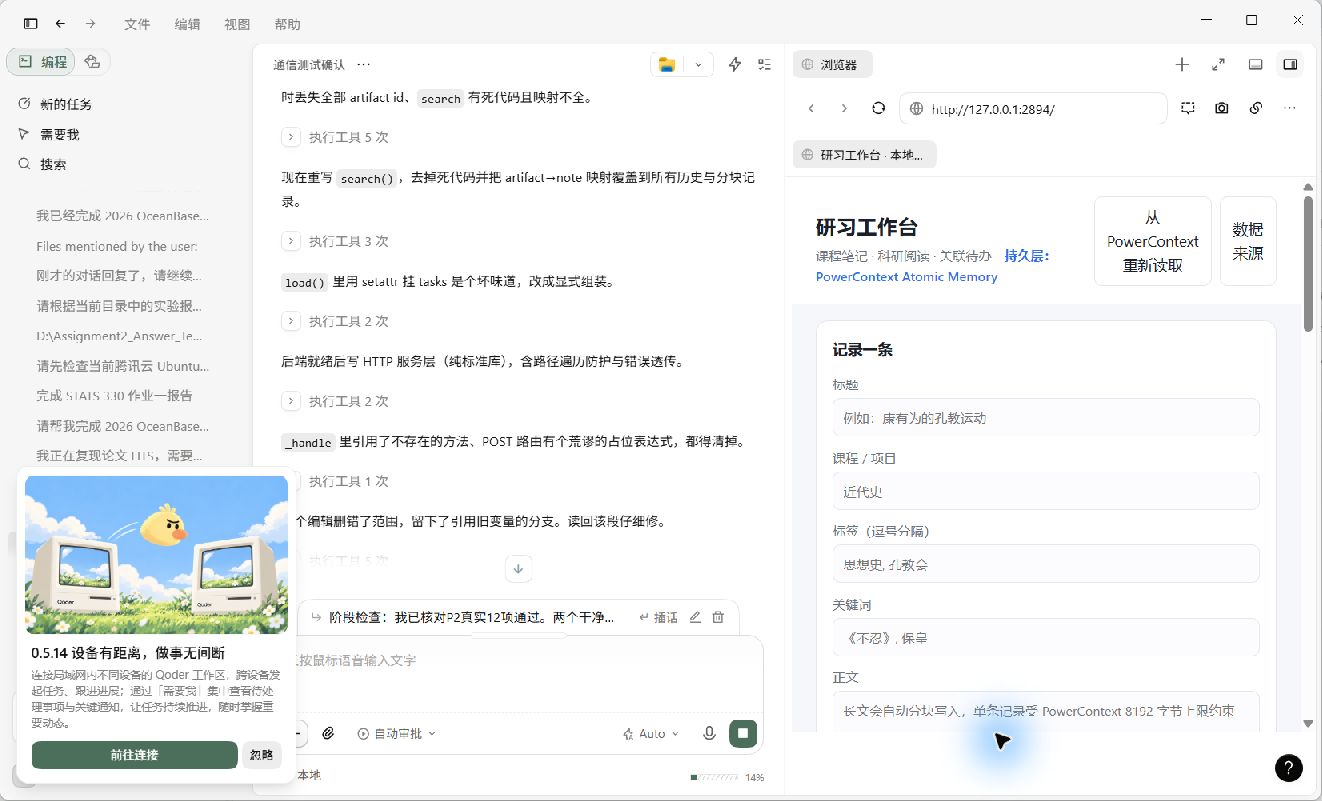 文件 编辑 视图 帮助
编程
新的任务
需要我
搜索
我已经完成 2026 OceanBase...
Files mentioned by the user:
刚才的对话回复了，请继续...
请根据当前目录中的实验报...
D:\Assignment2_Answer_Te...
请先检查当前腾讯云 Ubuntu...
完成 STATS 330 作业一报告
请帮我完成 2026 OceanBase...
我正在复现论文 LHS，需要...
Qoder
Qoder
0.5.14 设备有距离，做事无间断
连接局域网内不同设备的 Qoder 工作区，跨设备发
起任务、跟进进展；通过「需要我」集中查看待处
理事项与关键通知，让任务持续推进，随时掌握重
要动态。
前往连接 忽略
通信测试确认 ...
时丢失全部 artifact id、search 有死代码且映射不全。
执行工具 5 次
现在重写 search()，去掉死代码并把 artifact→note 映射覆盖到所有历史与分块记
录。
执行工具 3 次
load() 里用 setattr 挂 tasks 是个坏味道，改成显式组装。
执行工具 2 次
后端就绪后写 HTTP 服务层（纯标准库），含路径遍历防护与错误透传。
执行工具 2 次
_handle 里引用了不存在的方法、POST 路由有个荒谬的占位表达式，都得清掉。
执行工具 1 次
个编辑删错了范围，留下了引用旧变量的分支。读回该段仔细修。
执行工具 5 次
阶段检查：我已核对P2真实12项通过。两个干净... 插话
按鼠标语音输入文字
自动审批 Auto
本地 14%
浏览器
http://127.0.0.1:2894/
研习工作台 · 本地...
研习工作台
课程笔记 · 科研阅读 · 关联待办 持久层：
PowerContext Atomic Memory
从
PowerContext
重新读取
数据
来源
记录一条
标题
例如：康有为的孔教运动
课程 / 项目
近代史
标签（逗号分隔）
思想史, 孔教会
关键词
《不忍》, 保皇
正文
长文会自动分块写入，单条记录受 PowerContext 8192 字节上限约束
?